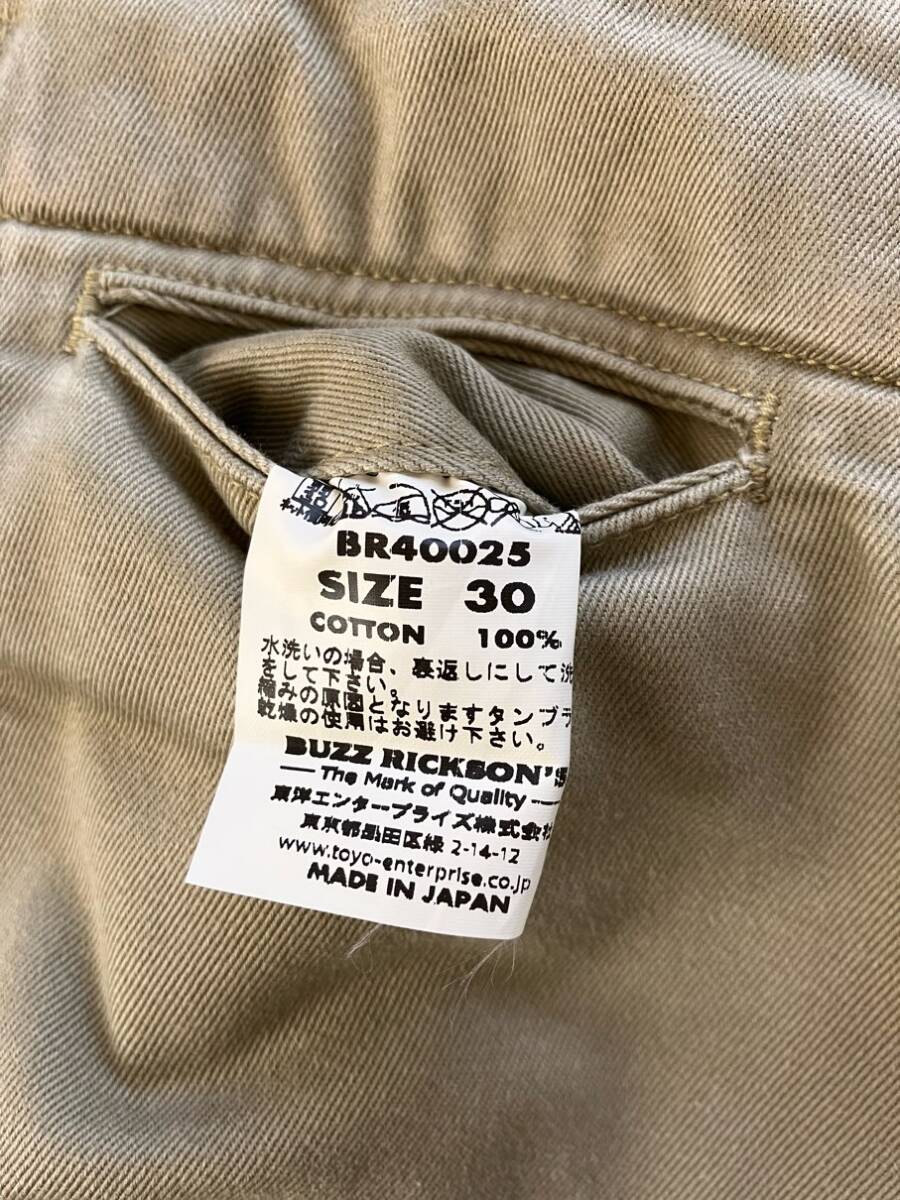 BR40025
SIZE 30
COTTON 100%
水洗いの場合、裏返しにして洗
をして下さい。
縮みの原因となりますタンブラ
乾燥の使用はお避け下さい。
BUZZ RICKSON'S
The Mark of Quality
東洋エンタープライズ株式会社
東京都墨田区緑 2-14-12
www.toyo-enterprise.co.jp
MADE IN JAPAN